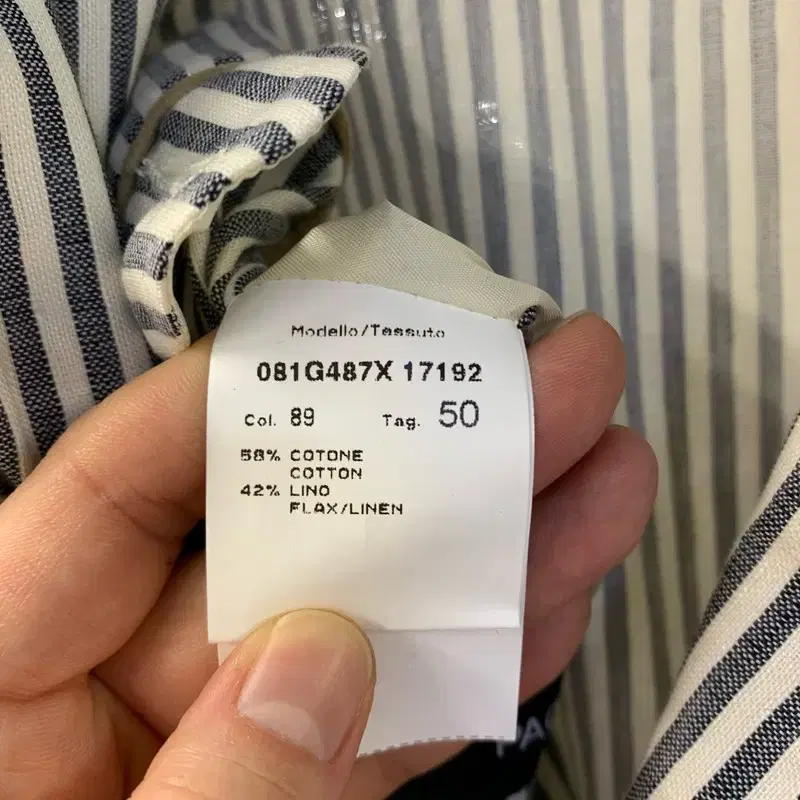 Modello/Tessuto
081G487X 17192
Col. 89 Tag. 50
58% COTONE
COTTON
42% LINO
FLAX/LINEN